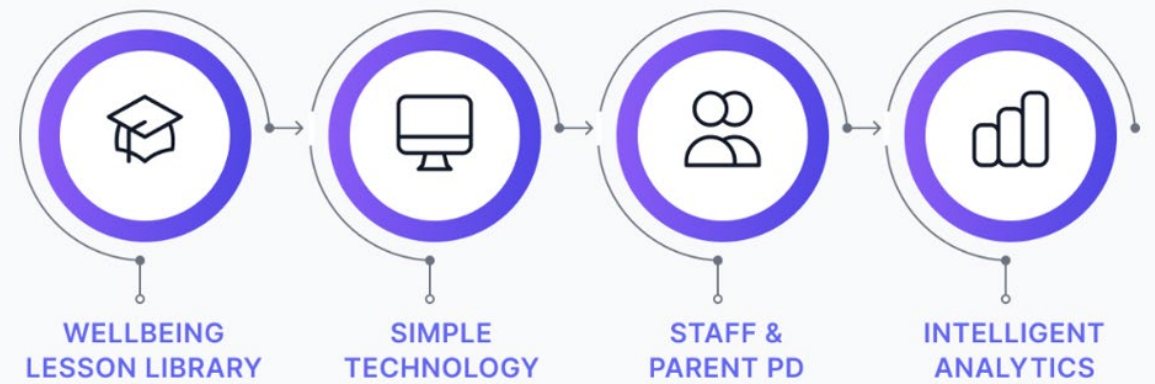 WELLBEING
LESSON LIBRARY
SIMPLE
TECHNOLOGY
STAFF &
PARENT PD
INTELLIGENT
ANALYTICS